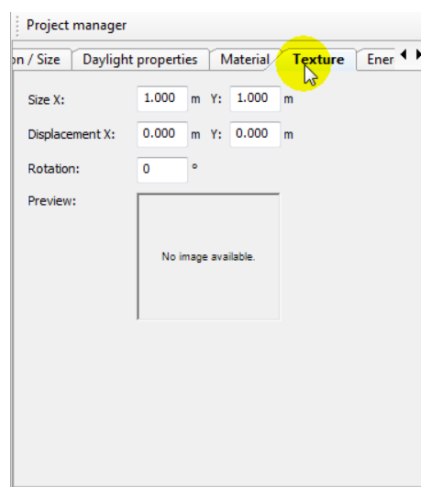 Project manager
on / Size Daylight properties Material Texture Ener
Size X: 1.000 m Y: 1.000 m
Displacement X: 0.000 m Y: 0.000 m
Rotation: 0 °
Preview:
No image available.